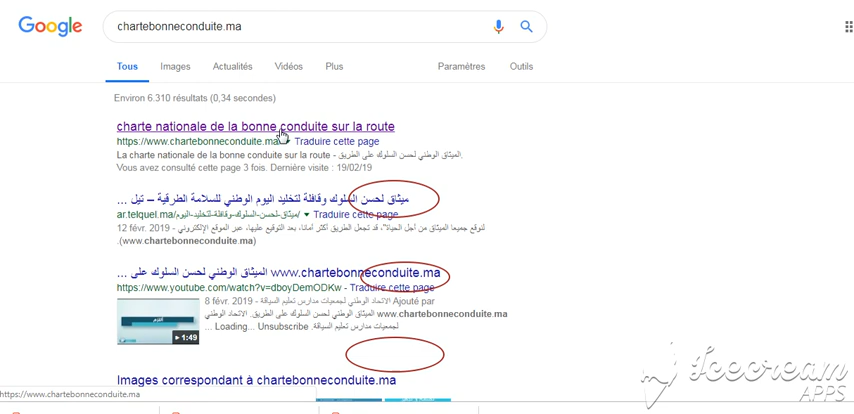 Google
chartebonneconduite.ma
Tous Images Actualités Vidéos Plus Paramètres Outils
Environ 6.310 résultats (0,34 secondes)
charte nationale de la bonne conduite sur la route
https://www.chartebonneconduite.ma/ Traduire cette page
La charte nationale de la bonne conduite sur la route - الميثاق الوطني لحسن السلوك على الطريق.
Vous avez consulté cette page 3 fois. Dernière visite : 19/02/19
ميثاق لحسن السلوك وقافلة لتخليد اليوم الوطني للسلامة الطرقية – تيل ...
ar.telquel.ma/ميثاق-لحسن-السلوك-وقافلة-لتخليد-اليوم/ Traduire cette page
12 févr. 2019 - لنوقع جميعا الميثاق من أجل الحياة"، قد تجعل الطريق أكثر أمانا، بعد التوقيع عليها، عبر الموقع الإلكتروني
(www.chartebonneconduite.ma).
... الميثاق الوطني لحسن السلوك على www.chartebonneconduite.ma
https://www.youtube.com/watch?v=dboyDemODKw - Traduire cette page
8 févr. 2019 - الاتحاد الوطني لجمعيات مدارس تعليم السياقة Ajouté par
www.chartebonneconduite.ma الميثاق الوطني لحسن السلوك على الطريق. الاتحاد الوطني
... Loading... Unsubscribe لجمعيات مدارس تعليم السياقة.
1:49
Images correspondant à chartebonneconduite.ma
https://www.chartebonneconduite.ma
Icecream
APPS